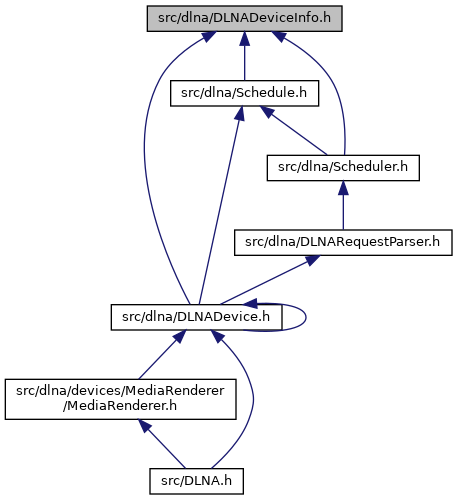 src/dlna/DLNADeviceInfo.h
src/dlna/Schedule.h
src/dlna/Scheduler.h
src/dlna/DLNARequestParser.h
src/dlna/DLNADevice.h
src/dlna/devices/MediaRenderer
/MediaRenderer.h
src/DLNA.h